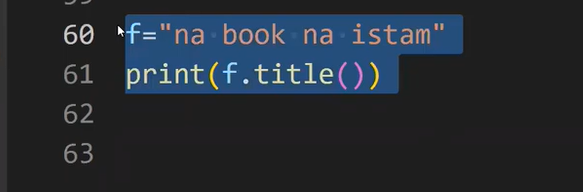 60 f="na book na istam"
61 print(f.title())
62
63